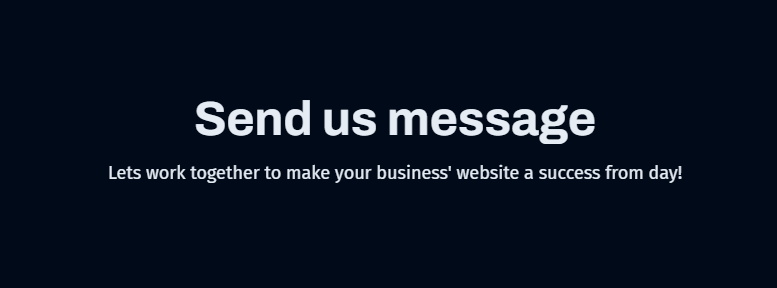 Send us message
Lets work together to make your business' website a success from day!